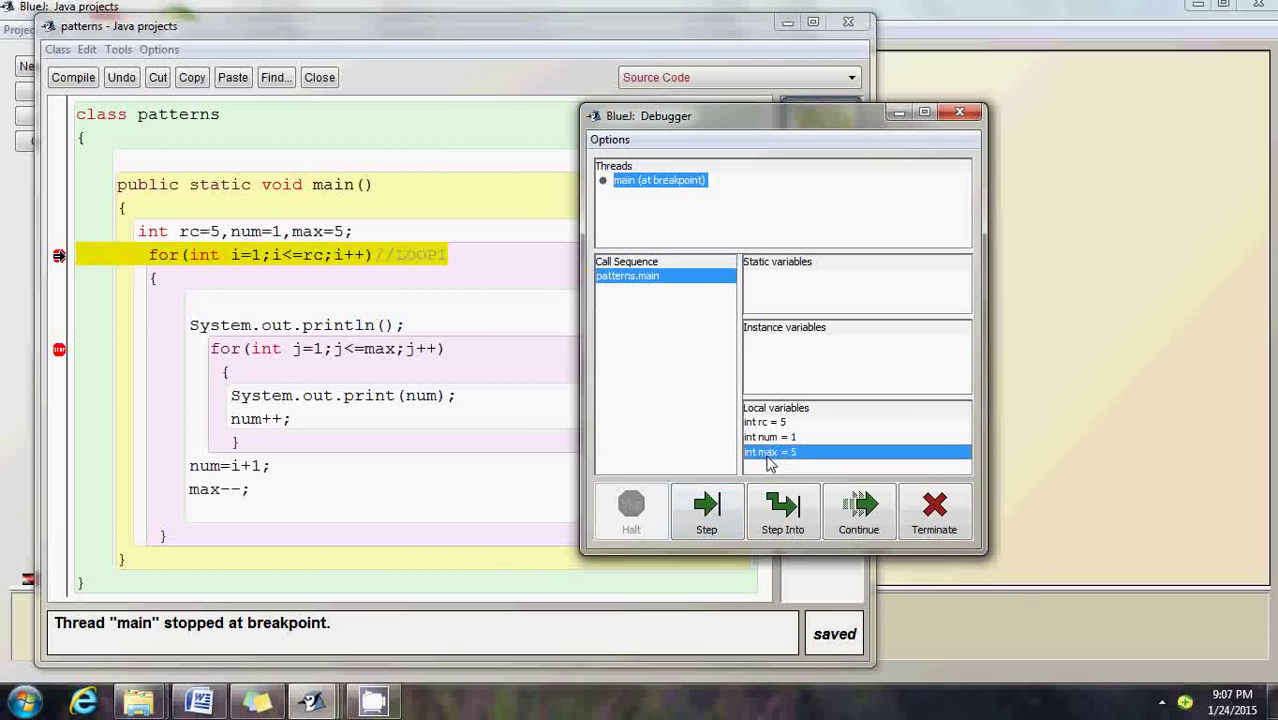 BlueJ: Java projects
patterns - Java projects
Class Edit Tools Options
Compile Undo Cut Copy Paste Find... Close
Source Code
class patterns
{
public static void main()
{
int rc=5,num=1,max=5;
for(int i=1;i<=rc;i++)//LOOP1
{
System.out.println();
for(int j=1;j<=max;j++)
{
System.out.print(num);
num++;
}
num=i+1;
max--;
}
}
}
Thread "main" stopped at breakpoint.
saved
BlueJ: Debugger
Options
Threads
main (at breakpoint)
Call Sequence
patterns.main
Static variables
Instance variables
Local variables
int rc = 5
int num = 1
int max = 5
Halt Step Step Into Continue Terminate
9:07 PM
1/24/2015